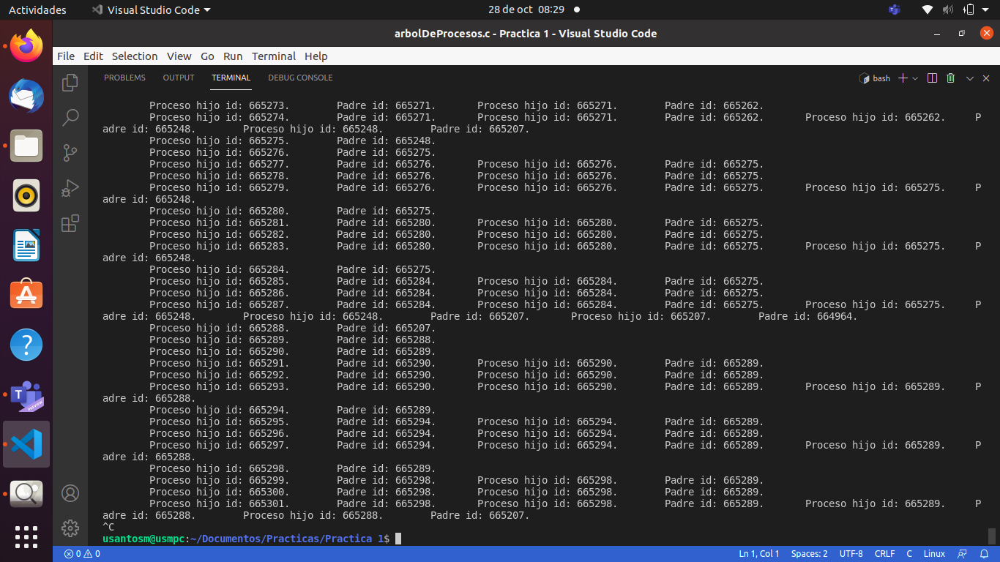 Actividades Visual Studio Code 28 de oct 08:29
arbolDeProcesos.c - Practica 1 - Visual Studio Code
File Edit Selection View Go Run Terminal Help
PROBLEMS OUTPUT TERMINAL DEBUG CONSOLE bash
Proceso hijo id: 665273. Padre id: 665271. Proceso hijo id: 665271. Padre id: 665262.
Proceso hijo id: 665274. Padre id: 665271. Proceso hijo id: 665271. Padre id: 665262. Proceso hijo id: 665262. P
adre id: 665248. Proceso hijo id: 665248. Padre id: 665207.
Proceso hijo id: 665275. Padre id: 665248.
Proceso hijo id: 665276. Padre id: 665275.
Proceso hijo id: 665277. Padre id: 665276. Proceso hijo id: 665276. Padre id: 665275.
Proceso hijo id: 665278. Padre id: 665276. Proceso hijo id: 665276. Padre id: 665275.
Proceso hijo id: 665279. Padre id: 665276. Proceso hijo id: 665276. Padre id: 665275. Proceso hijo id: 665275. P
adre id: 665248.
Proceso hijo id: 665280. Padre id: 665275.
Proceso hijo id: 665281. Padre id: 665280. Proceso hijo id: 665280. Padre id: 665275.
Proceso hijo id: 665282. Padre id: 665280. Proceso hijo id: 665280. Padre id: 665275.
Proceso hijo id: 665283. Padre id: 665280. Proceso hijo id: 665280. Padre id: 665275. Proceso hijo id: 665275. P
adre id: 665248.
Proceso hijo id: 665284. Padre id: 665275.
Proceso hijo id: 665285. Padre id: 665284. Proceso hijo id: 665284. Padre id: 665275.
Proceso hijo id: 665286. Padre id: 665284. Proceso hijo id: 665284. Padre id: 665275.
Proceso hijo id: 665287. Padre id: 665284. Proceso hijo id: 665284. Padre id: 665275. Proceso hijo id: 665275. P
adre id: 665248. Proceso hijo id: 665248. Padre id: 665207. Proceso hijo id: 665207. Padre id: 664964.
Proceso hijo id: 665288. Padre id: 665207.
Proceso hijo id: 665289. Padre id: 665288.
Proceso hijo id: 665290. Padre id: 665289.
Proceso hijo id: 665291. Padre id: 665290. Proceso hijo id: 665290. Padre id: 665289.
Proceso hijo id: 665292. Padre id: 665290. Proceso hijo id: 665290. Padre id: 665289.
Proceso hijo id: 665293. Padre id: 665290. Proceso hijo id: 665290. Padre id: 665289. Proceso hijo id: 665289. P
adre id: 665288.
Proceso hijo id: 665294. Padre id: 665289.
Proceso hijo id: 665295. Padre id: 665294. Proceso hijo id: 665294. Padre id: 665289.
Proceso hijo id: 665296. Padre id: 665294. Proceso hijo id: 665294. Padre id: 665289.
Proceso hijo id: 665297. Padre id: 665294. Proceso hijo id: 665294. Padre id: 665289. Proceso hijo id: 665289. P
adre id: 665288.
Proceso hijo id: 665298. Padre id: 665289.
Proceso hijo id: 665299. Padre id: 665298. Proceso hijo id: 665298. Padre id: 665289.
Proceso hijo id: 665300. Padre id: 665298. Proceso hijo id: 665298. Padre id: 665289.
Proceso hijo id: 665301. Padre id: 665298. Proceso hijo id: 665298. Padre id: 665289. Proceso hijo id: 665289. P
adre id: 665288. Proceso hijo id: 665288. Padre id: 665207.
^C
usantosm@usmpc:~/Documentos/Practicas/Practica 1$
0 0 Ln 1, Col 1 Spaces: 2 UTF-8 CRLF C Linux